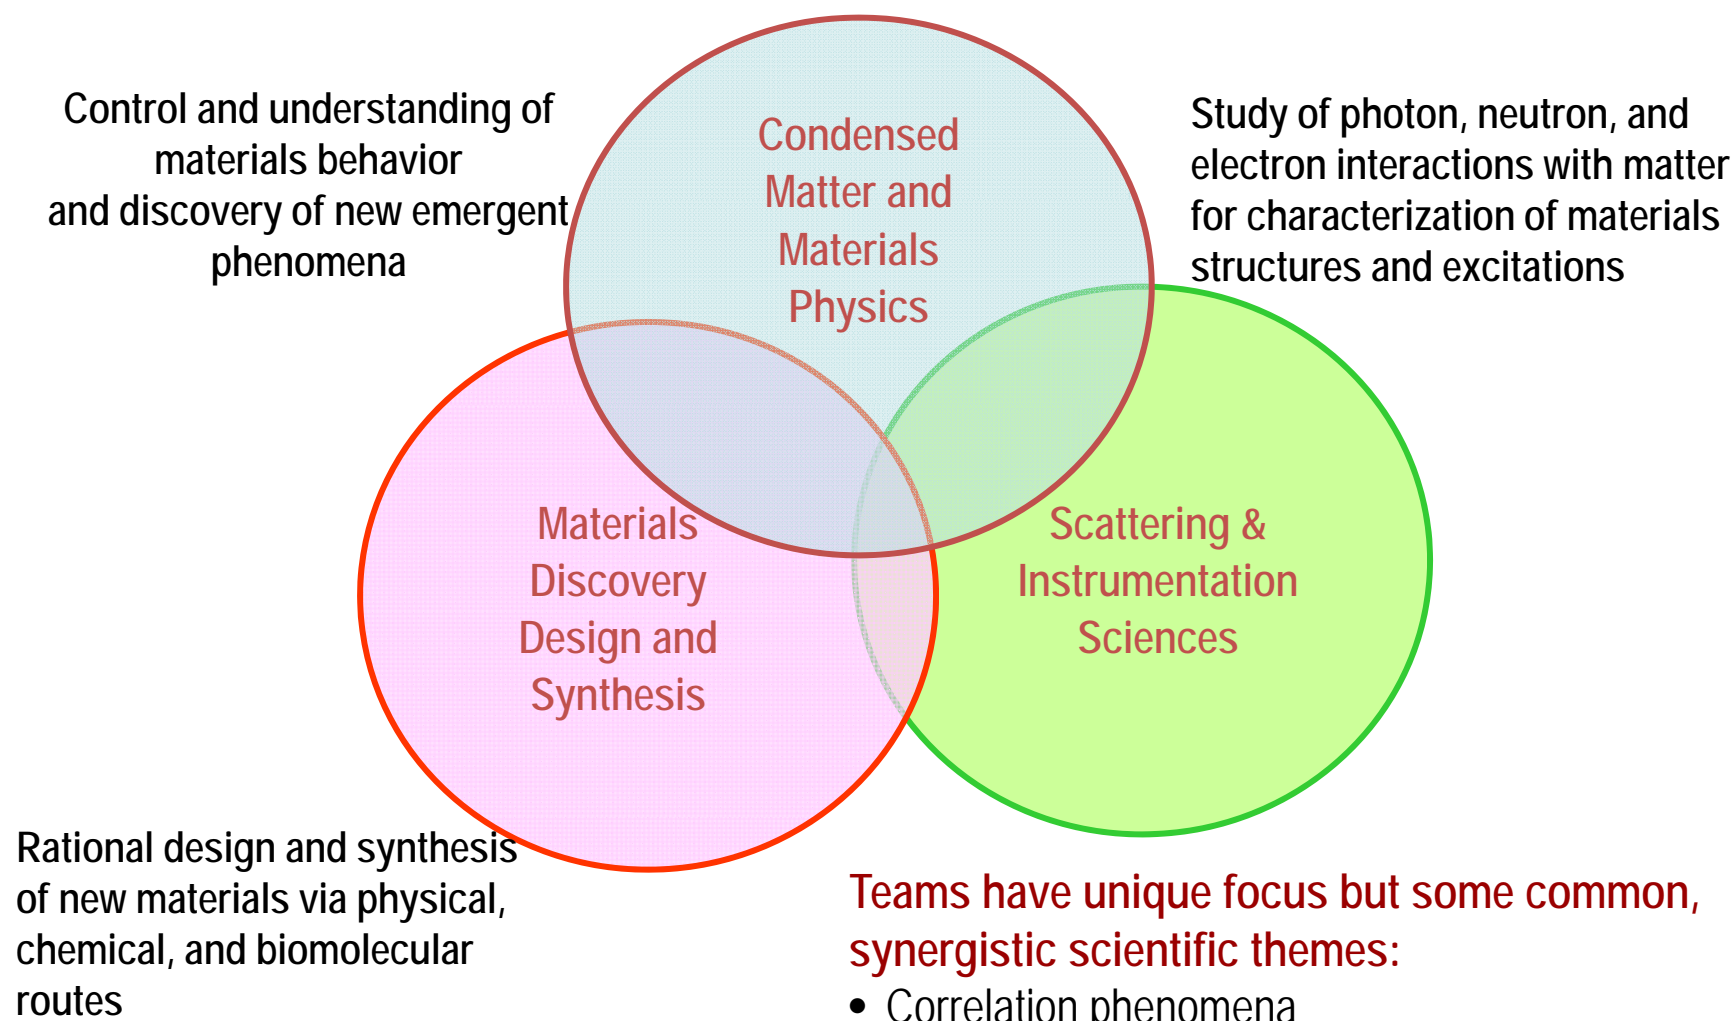 Control and understanding of
materials behavior
and discovery of new emergent
phenomena
Condensed
Matter and
Materials
Physics
Study of photon, neutron, and
electron interactions with matter
for characterization of materials
structures and excitations
Materials
Discovery
Design and
Synthesis
Scattering &
Instrumentation
Sciences
Rational design and synthesis
of new materials via physical,
chemical, and biomolecular
routes
Teams have unique focus but some common,
synergistic scientific themes:
• Correlation phenomena